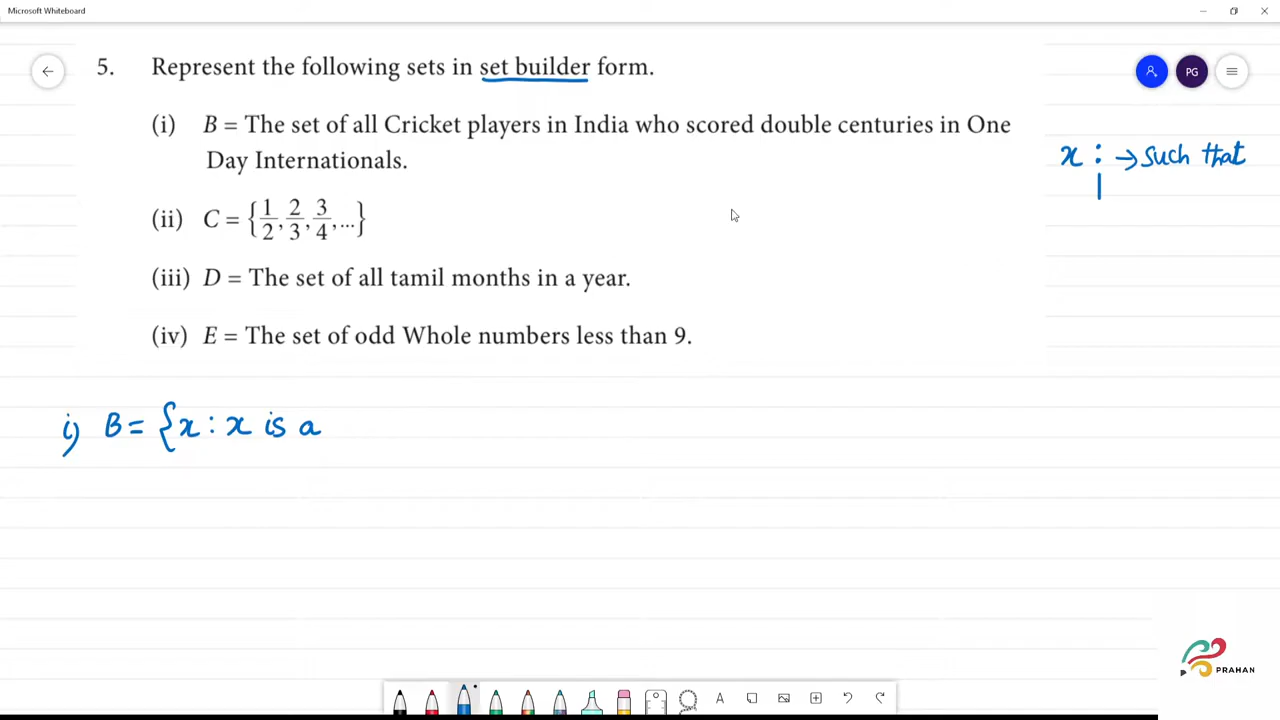 Microsoft Whiteboard
PG
5. Represent the following sets in set builder form.
(i) B = The set of all Cricket players in India who scored double centuries in One
Day Internationals.
x : → Such that
|
(ii) C = {1/2, 2/3, 3/4, ...}
(iii) D = The set of all tamil months in a year.
(iv) E = The set of odd Whole numbers less than 9.
i) B = {x : x is a
PRAHAN
A